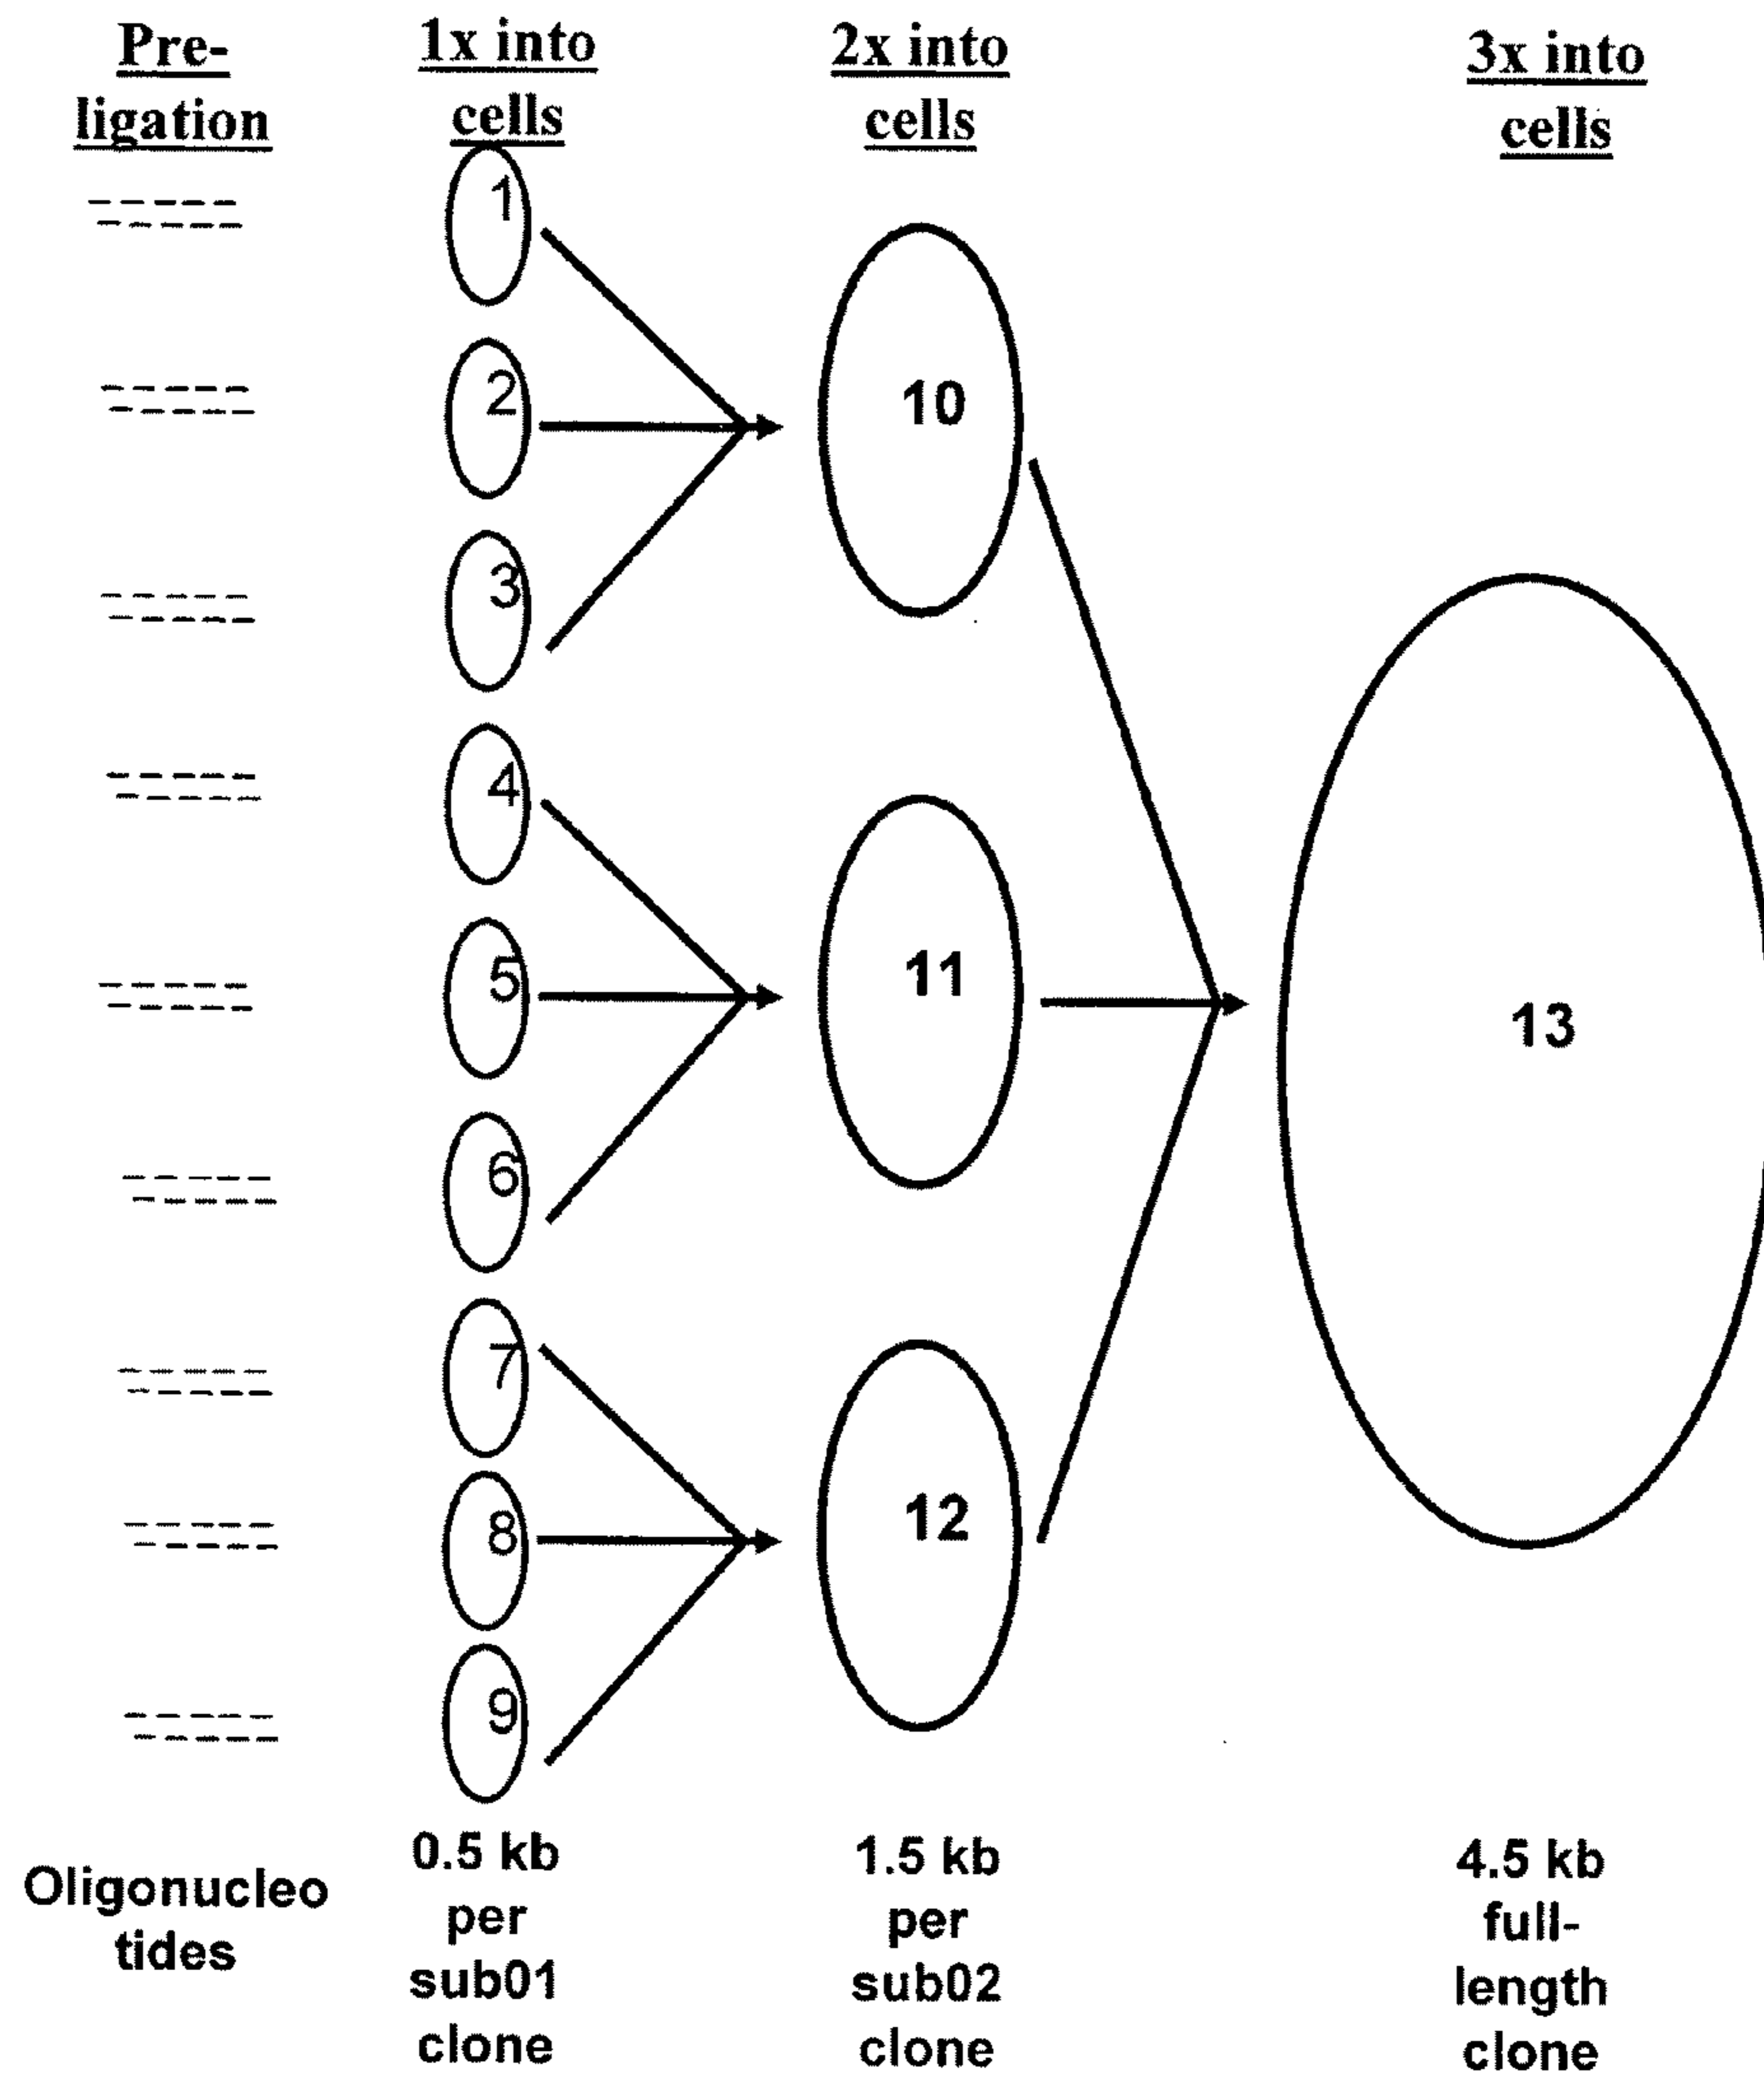 Pre-
ligation
1x into
cells
2x into
cells
3x into
cells
1
2
3
4
5
6
7
8
9
10
11
12
13
Oligonucleo
tides
0.5 kb
per
sub01
clone
1.5 kb
per
sub02
clone
4.5 kb
full-
length
clone